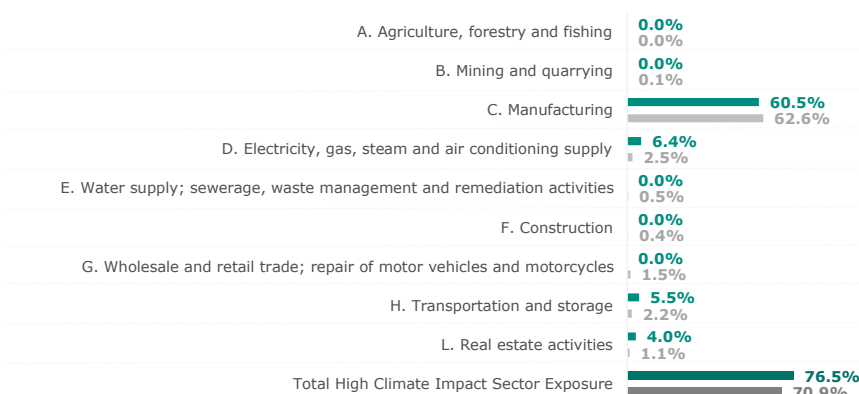 A. Agriculture, forestry and fishing
0.0%
0.0%
B. Mining and quarrying
0.0%
0.1%
C. Manufacturing
60.5%
62.6%
D. Electricity, gas, steam and air conditioning supply
6.4%
2.5%
E. Water supply; sewerage, waste management and remediation activities
0.0%
0.5%
F. Construction
0.0%
0.4%
G. Wholesale and retail trade; repair of motor vehicles and motorcycles
0.0%
1.5%
H. Transportation and storage
5.5%
2.2%
L. Real estate activities
4.0%
1.1%
Total High Climate Impact Sector Exposure
76.5%
70.9%